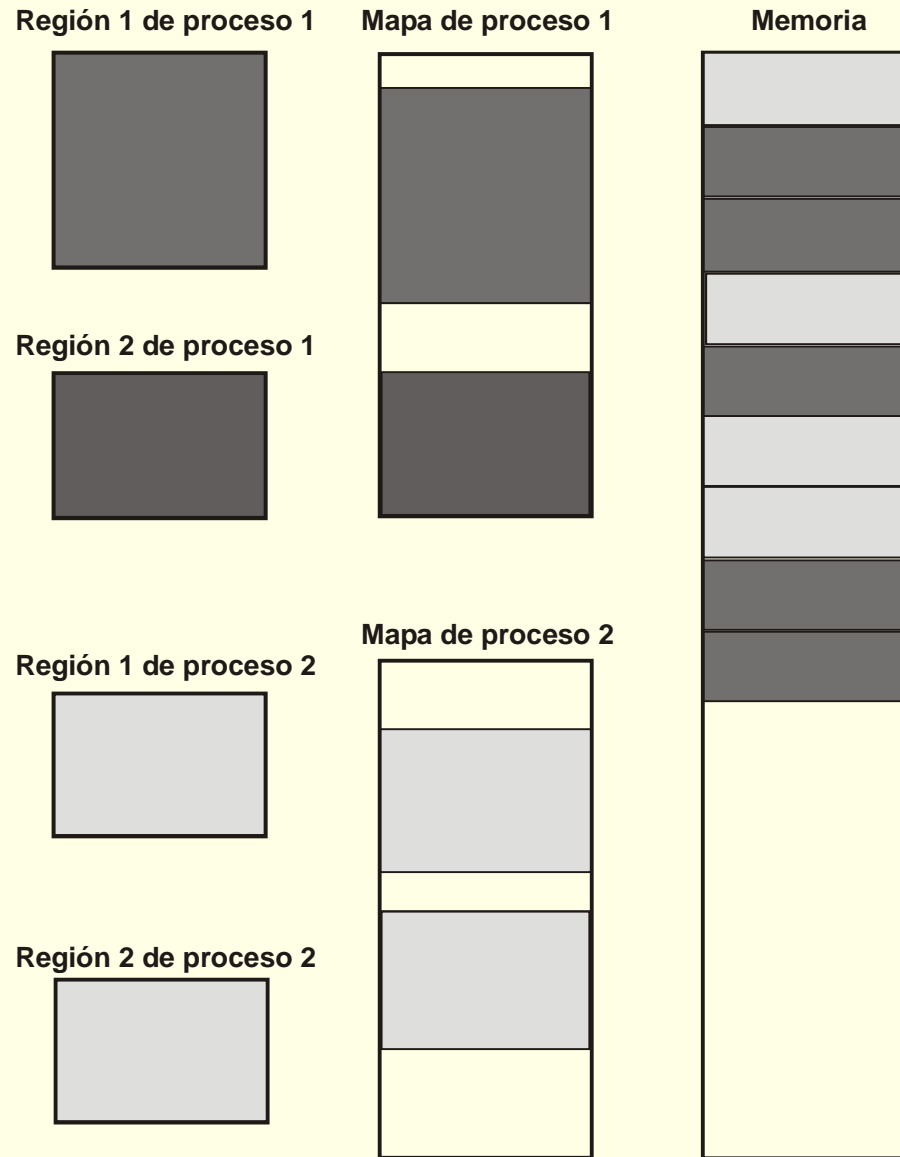 Región 1 de proceso 1
Mapa de proceso 1
Memoria
Región 2 de proceso 1
Mapa de proceso 2
Región 1 de proceso 2
Región 2 de proceso 2